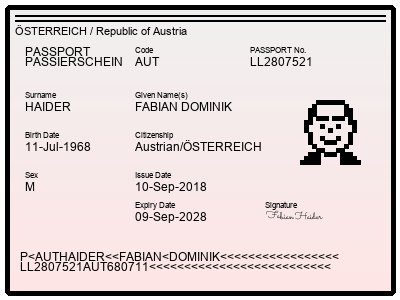 ÖSTERREICH / Republic of Austria
PASSPORT Code PASSPORT No.
PASSIERSCHEIN AUT LL2807521
Surname Given Name(s)
HAIDER FABIAN DOMINIK
Birth Date Citizenship
11-Jul-1968 Austrian/ÖSTERREICH
Sex Issue Date
M 10-Sep-2018
Expiry Date Signature
09-Sep-2028 Fabian Haider
P<AUTHAIDER<<FABIAN<DOMINIK<<<<<<<<<<<<<<<<<
LL2807521AUT680711<<<<<<<<<<<<<<<<<<<<<<<<<<